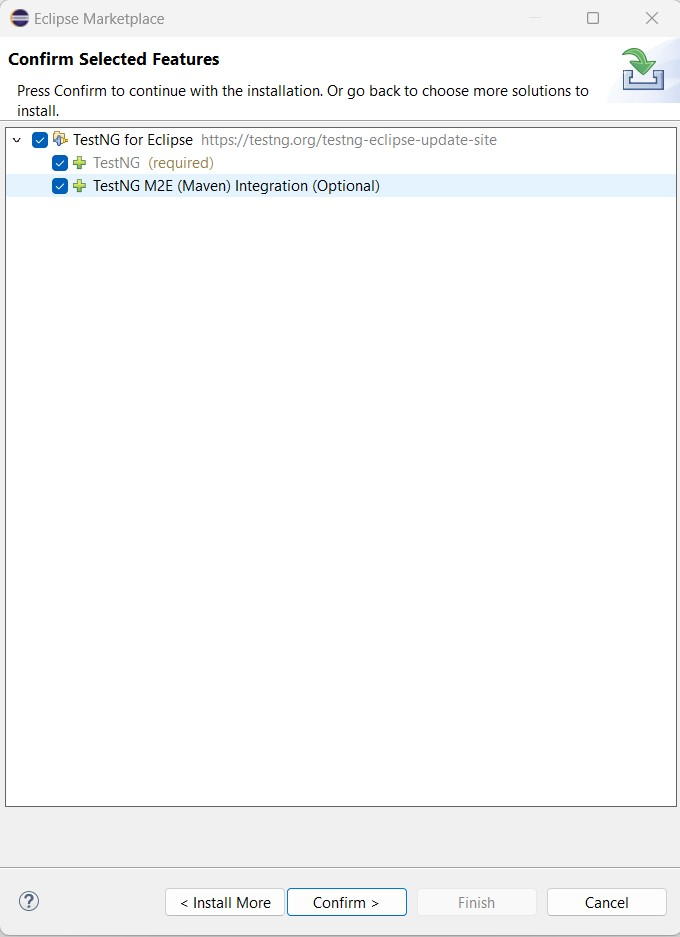 Eclipse Marketplace
Confirm Selected Features
Press Confirm to continue with the installation. Or go back to choose more solutions to
install.
TestNG for Eclipse https://testng.org/testng-eclipse-update-site
TestNG (required)
TestNG M2E (Maven) Integration (Optional)
? < Install More Confirm > Finish Cancel